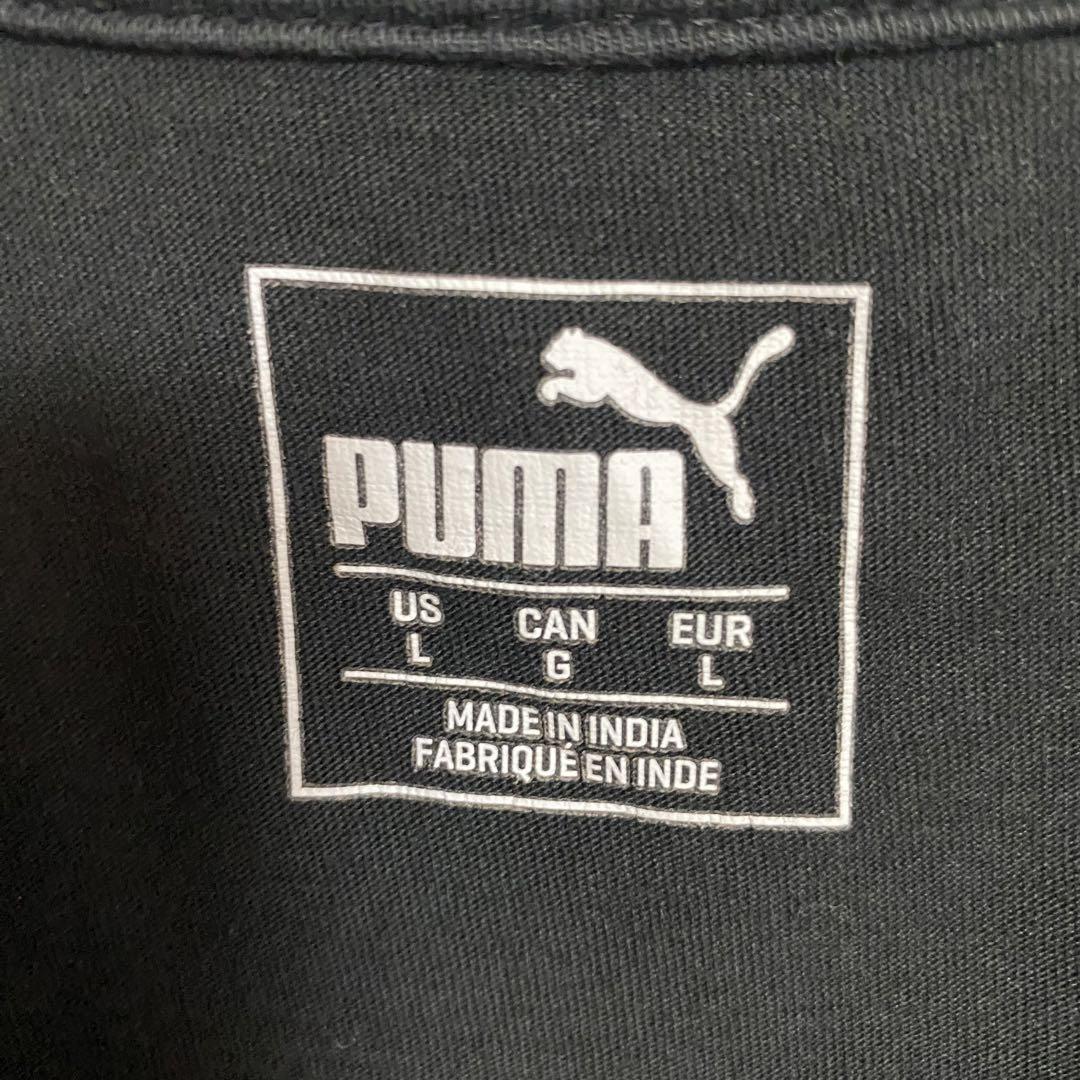 PUMA
US CAN EUR
L G L
MADE IN INDIA
FABRIQUÉ EN INDE